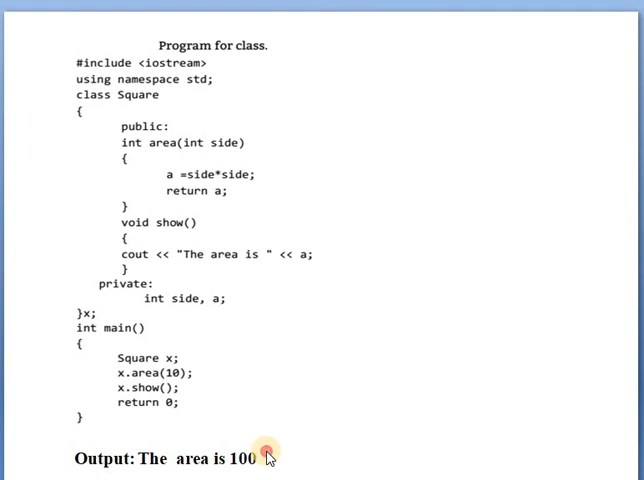 Program for class.
#include <iostream>
using namespace std;
class Square
{
public:
int area(int side)
{
a =side*side;
return a;
}
void show()
{
cout << "The area is " << a;
}
private:
int side, a;
}x;
int main()
{
Square x;
x.area(10);
x.show();
return 0;
}
Output: The area is 100